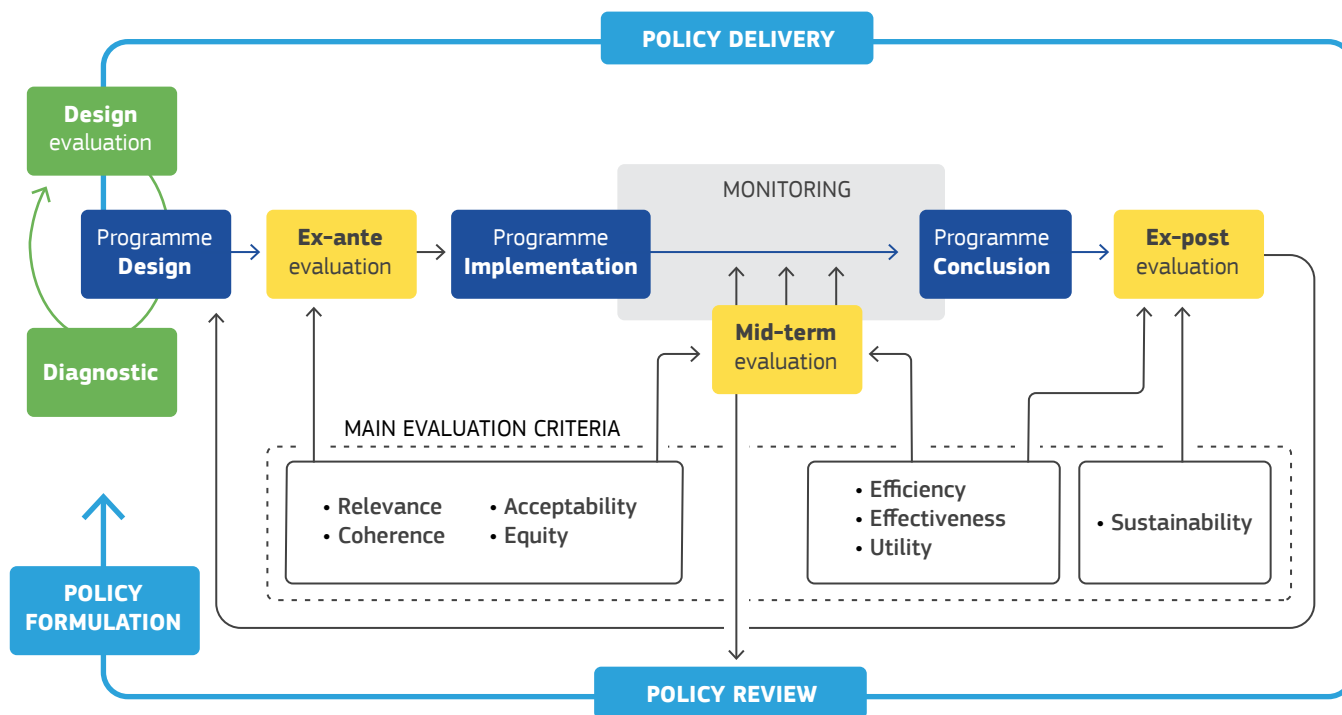 POLICY DELIVERY
Design
evaluation
MONITORING
Programme
Design
Ex-ante
evaluation
Programme
Implementation
Programme
Conclusion
Ex-post
evaluation
Mid-term
evaluation
Diagnostic
MAIN EVALUATION CRITERIA
• Relevance
• Coherence
• Acceptability
• Equity
• Efficiency
• Effectiveness
• Utility
• Sustainability
POLICY
FORMULATION
POLICY REVIEW